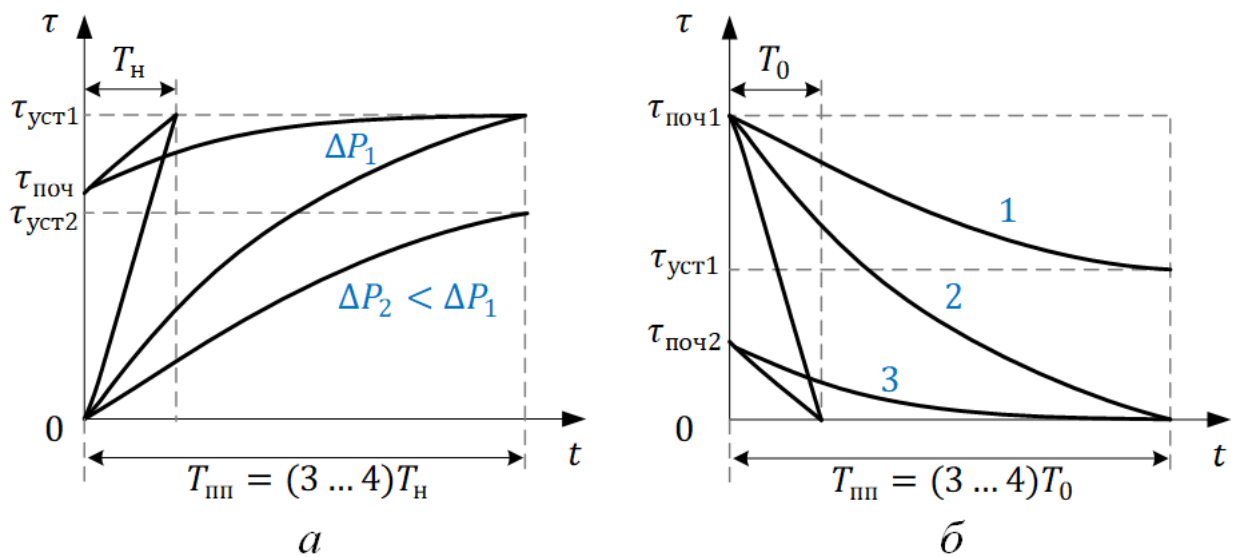 τ
Tн
τуст1
τпоч
τуст2
0
ΔP₁
ΔP₂ < ΔP₁
t
Tпп = (3 … 4)Tн
а
τ
T₀
τпоч1
τуст1
τпоч2
0
1
2
3
t
Tпп = (3 … 4)T₀
б